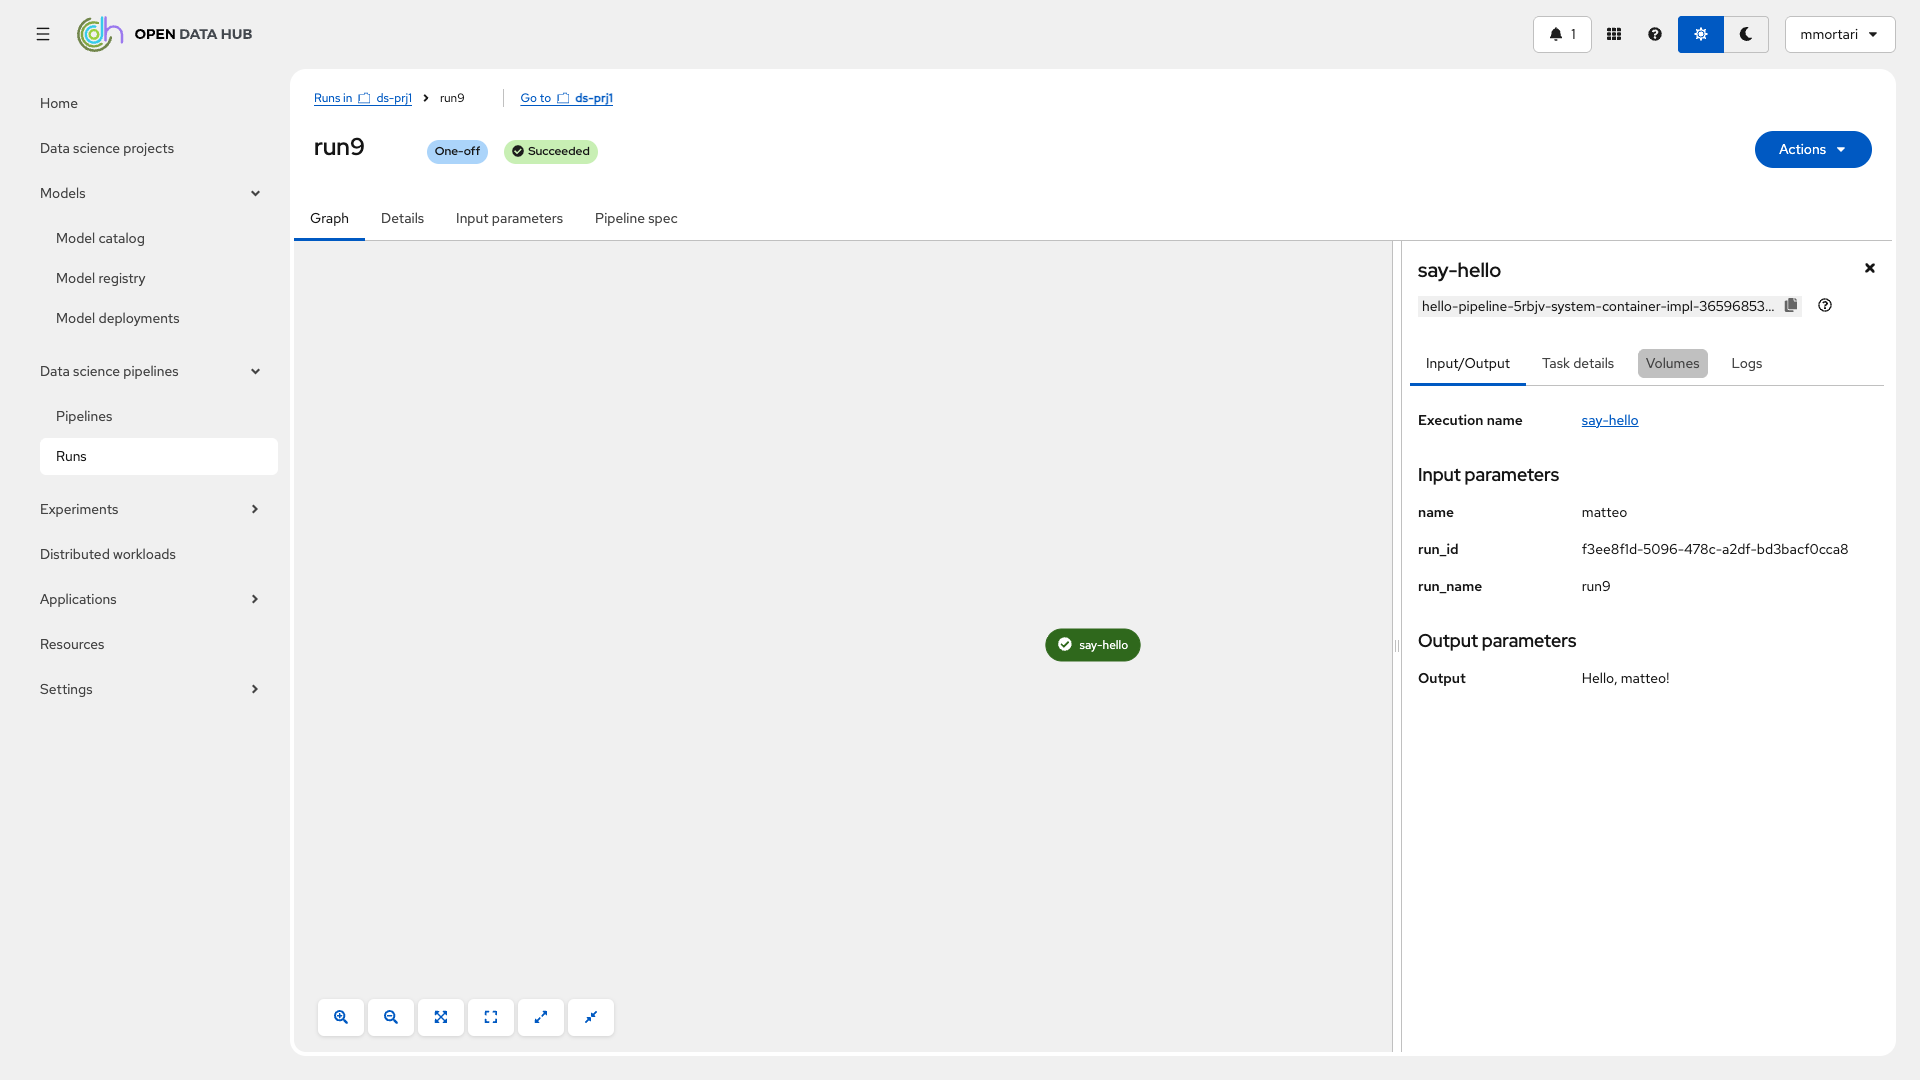 OPEN DATA HUB
1
mmortari
Home
Data science projects
Models
Model catalog
Model registry
Model deployments
Data science pipelines
Pipelines
Runs
Experiments
Distributed workloads
Applications
Resources
Settings
Runs in ds-prj1 run9 Go to ds-prj1
run9 One-off Succeeded
Actions
Graph Details Input parameters Pipeline spec
say-hello
say-hello
hello-pipeline-5rbjv-system-container-impl-36596853...
Input/Output Task details Volumes Logs
Execution name say-hello
Input parameters
name matteo
run_id f3ee8f1d-5096-478c-a2df-bd3bacf0cca8
run_name run9
Output parameters
Output Hello, matteo!